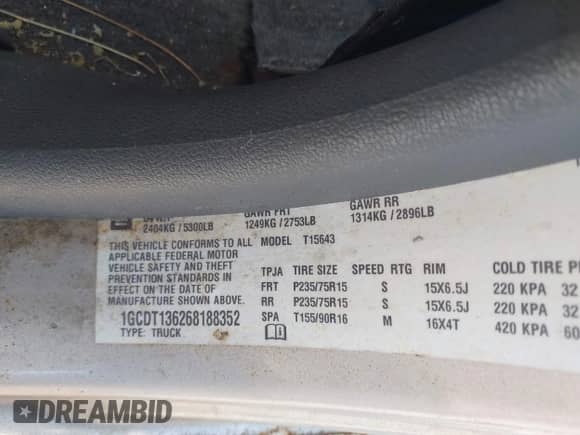 GVWR GAWR FRT GAWR RR
2404KG / 5300LB 1249KG / 2753LB 1314KG / 2896LB
THIS VEHICLE CONFORMS TO ALL MODEL T15643
APPLICABLE FEDERAL MOTOR
VEHICLE SAFETY AND THEFT TPJA TIRE SIZE SPEED RTG RIM COLD TIRE
PREVENTION STANDARDS FRT P235/75R15 S 15X6.5J 220 KPA 32
IN EFFECT ON THE DATE OF RR P235/75R15 S 15X6.5J 220 KPA 32
MANUFACTURE SHOWN ABOVE. SPA T155/90R16 M 16X4T 420 KPA 60
1GCDT136268188352
TYPE: TRUCK
DREAMBID